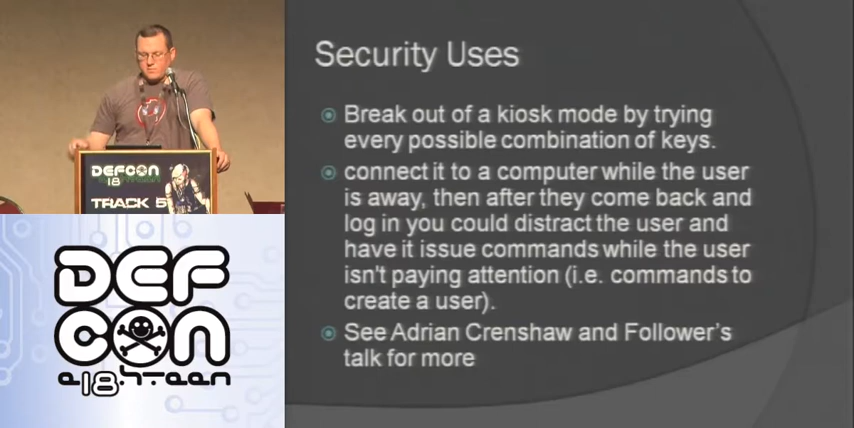 DEFCON
18
TRACK 5
DEF
CON
e18hteen
Security Uses
Break out of a kiosk mode by trying
every possible combination of keys.
connect it to a computer while the user
is away, then after they come back and
log in you could distract the user and
have it issue commands while the user
isn't paying attention (i.e. commands to
create a user).
See Adrian Crenshaw and Follower's
talk for more